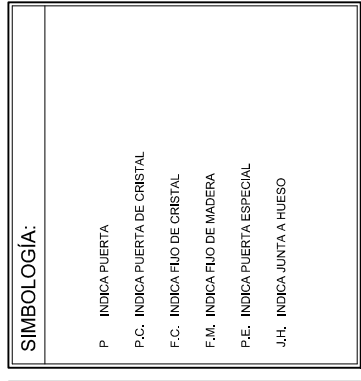 SIMBOLOGÍA:
P INDICA PUERTA
P.C. INDICA PUERTA DE CRISTAL
F.C. INDICA FIJO DE CRISTAL
F.M. INDICA FIJO DE MADERA
P.E. INDICA PUERTA ESPECIAL
J.H. INDICA JUNTA A HUESO